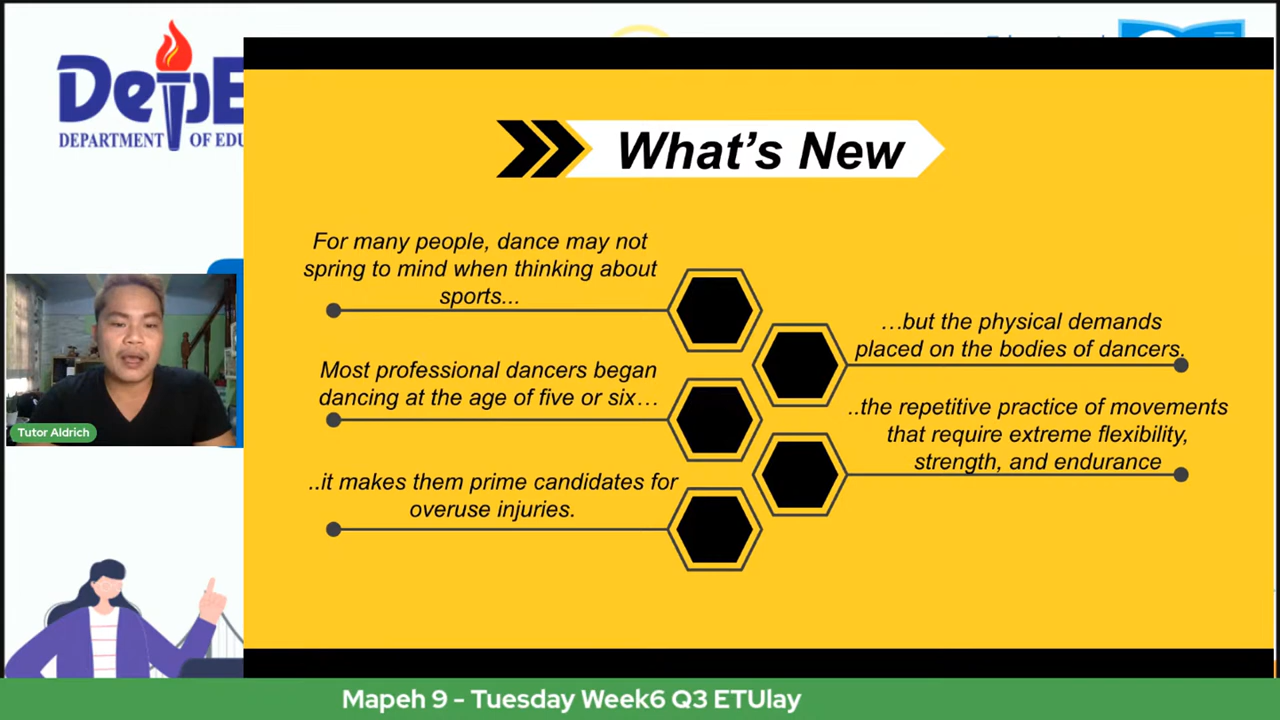 DepE
DEPARTMENT OF EDU
What's New
For many people, dance may not
spring to mind when thinking about
sports...
…but the physical demands
placed on the bodies of dancers.
Most professional dancers began
dancing at the age of five or six…
..the repetitive practice of movements
that require extreme flexibility,
strength, and endurance
..it makes them prime candidates for
overuse injuries.
Tutor Aldrich
Mapeh 9 - Tuesday Week6 Q3 ETUlay